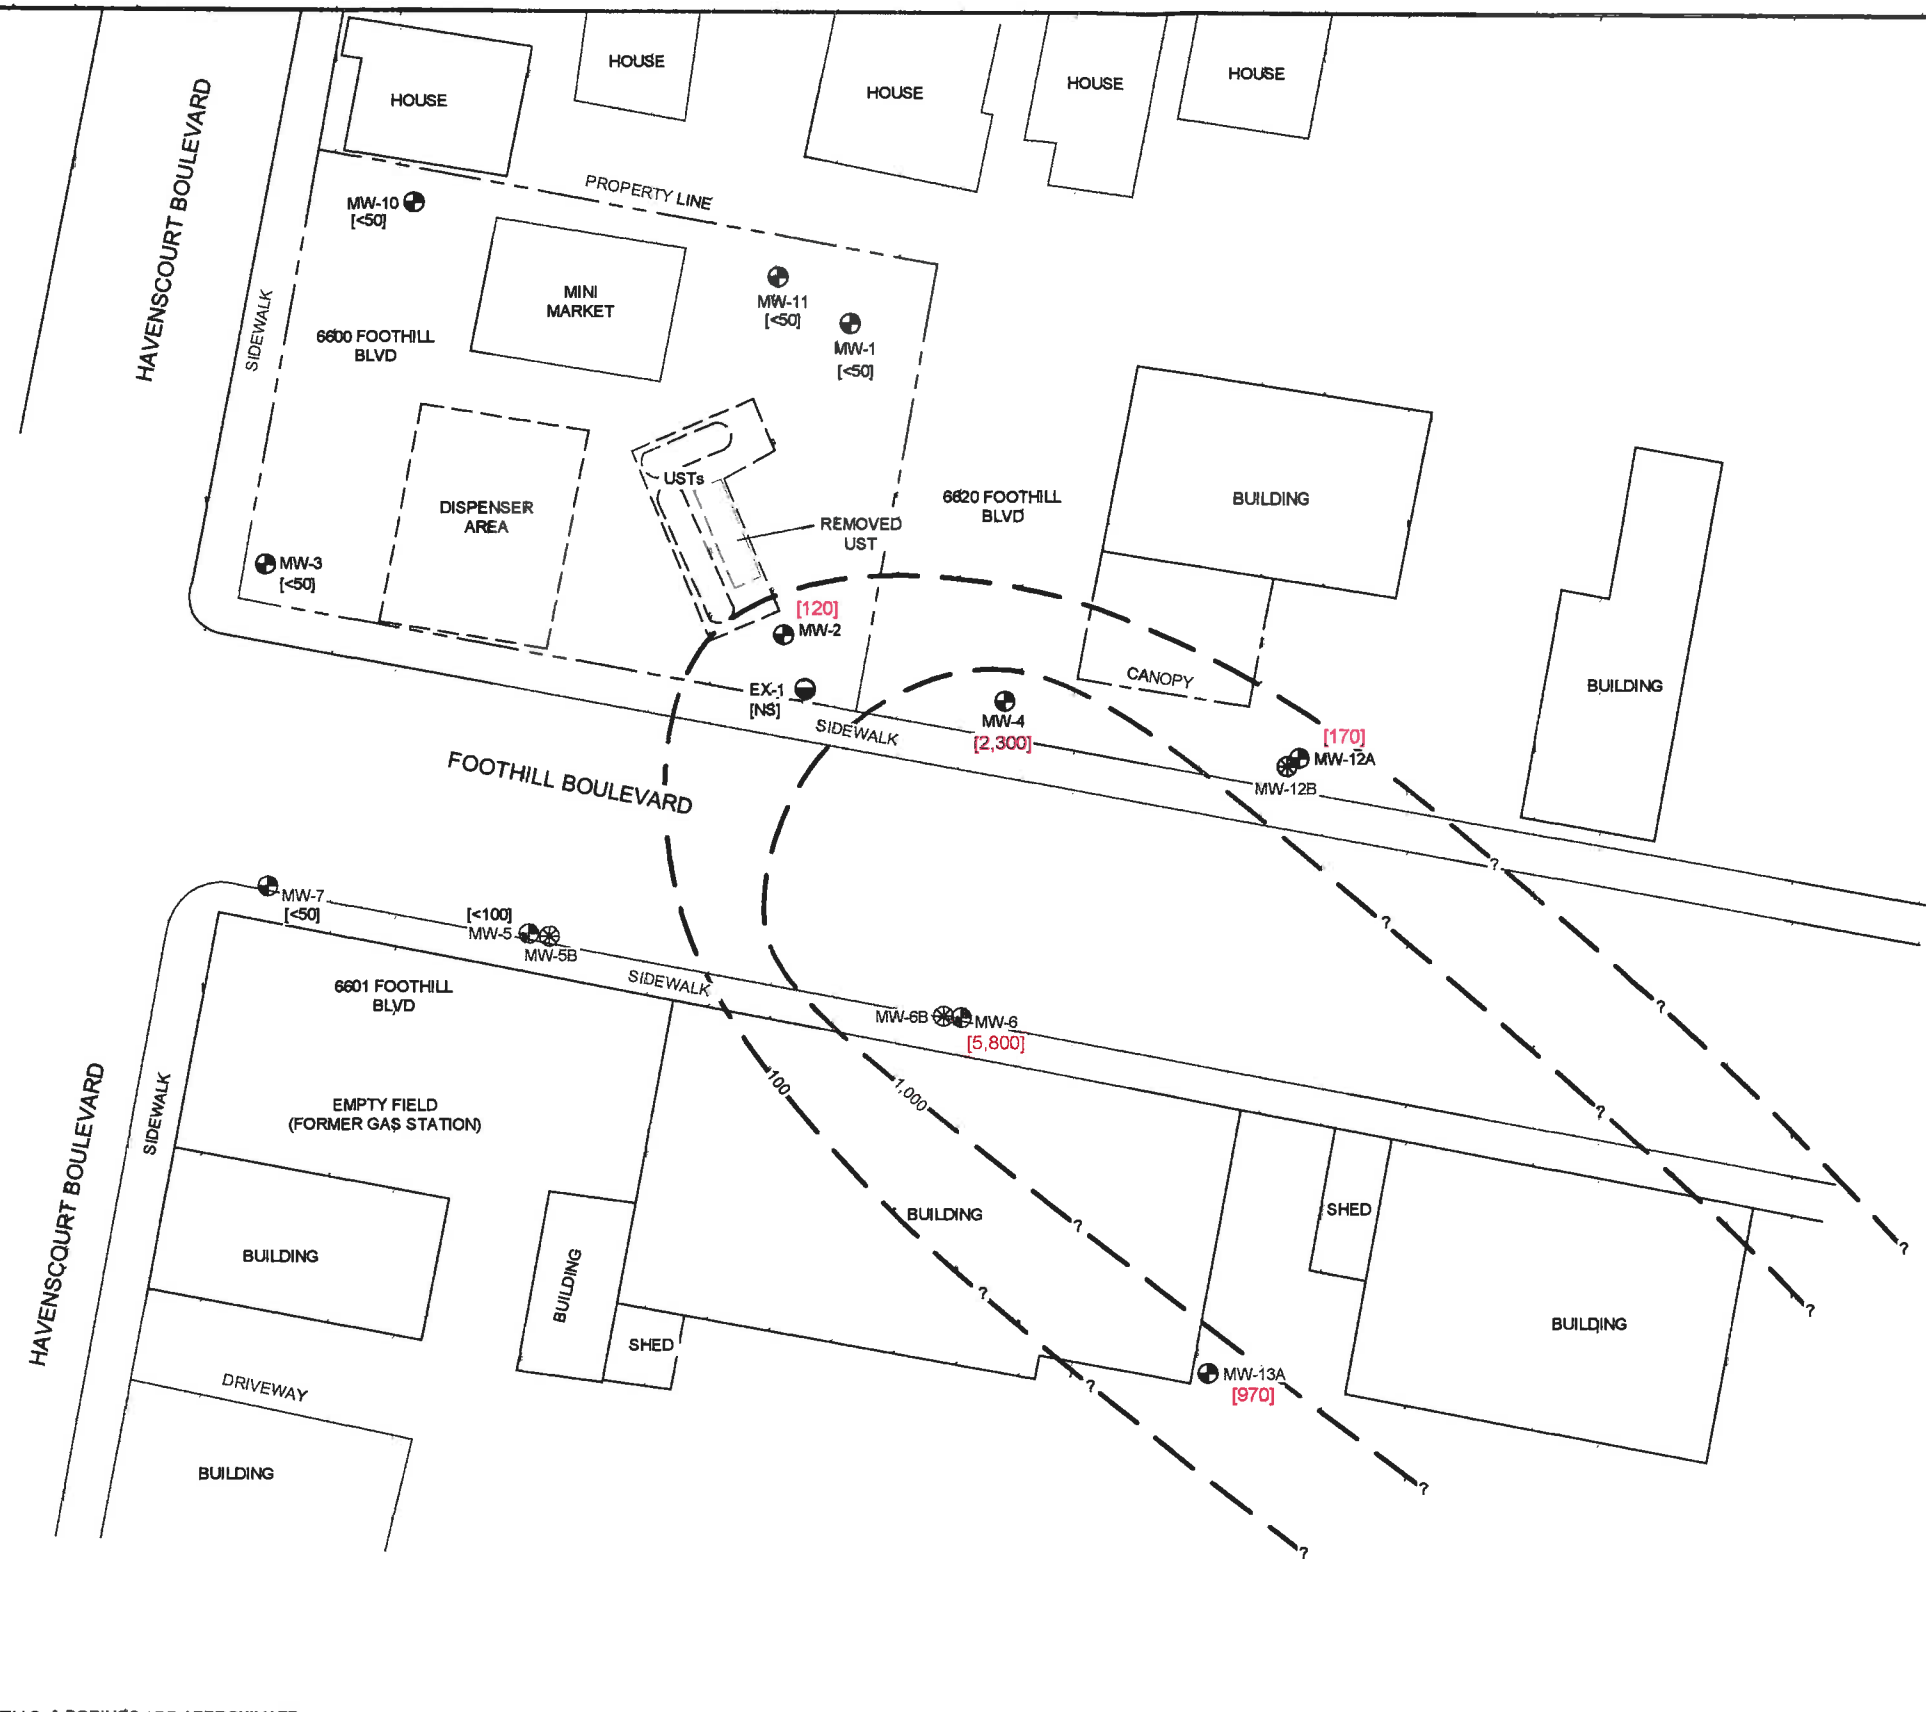 HOUSE
HOUSE
HOUSE
HOUSE
HOUSE
HAVENSCOURT BOULEVARD
SIDEWALK
PROPERTY LINE
MW-10
[<50]
MINI
MARKET
MW-11
[<50]
MW-1
[<50]
6600 FOOTHILL
BLVD
DISPENSER
AREA
USTs
REMOVED
UST
6620 FOOTHILL
BLVD
BUILDING
BUILDING
CANOPY
MW-3
[<50]
[120]
MW-2
EX-1
[NS]
SIDEWALK
MW-4
[2,300]
[170]
MW-12A
MW-12B
FOOTHILL BOULEVARD
MW-7
[<50]
[<100]
MW-5
MW-5B
SIDEWALK
MW-6B
MW-6
[5,800]
6601 FOOTHILL
BLVD
EMPTY FIELD
(FORMER GAS STATION)
HAVENSCOURT BOULEVARD
SIDEWALK
100
1,000
?
?
?
?
?
?
?
?
?
?
?
?
BUILDING
BUILDING
BUILDING
SHED
SHED
BUILDING
MW-13A
[970]
DRIVEWAY
BUILDING